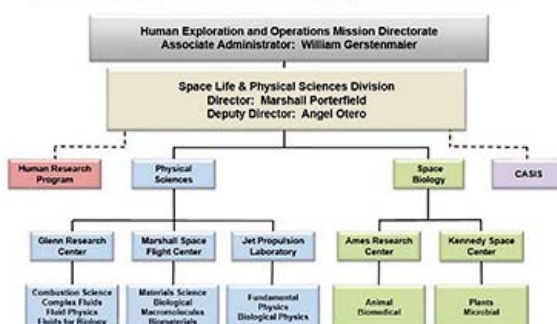 Human Exploration and Operations Mission Directorate
Associate Administrator: William Gerstenmaier
Space Life & Physical Sciences Division
Director: Marshall Porterfield
Deputy Director: Angel Otero
Human Research
Program
Physical
Sciences
Space
Biology
CASIS
Glenn Research
Center
Marshall Space
Flight Center
Jet Propulsion
Laboratory
Ames Research
Center
Kennedy Space
Center
Combustion Science
Complex Fluids
Fluid Physics
Fluids for Biology
Materials Science
Biological
Macromolecules
Biomaterials
Fundamental
Physics
Biological Physics
Animal
Biomedical
Plants
Microbial